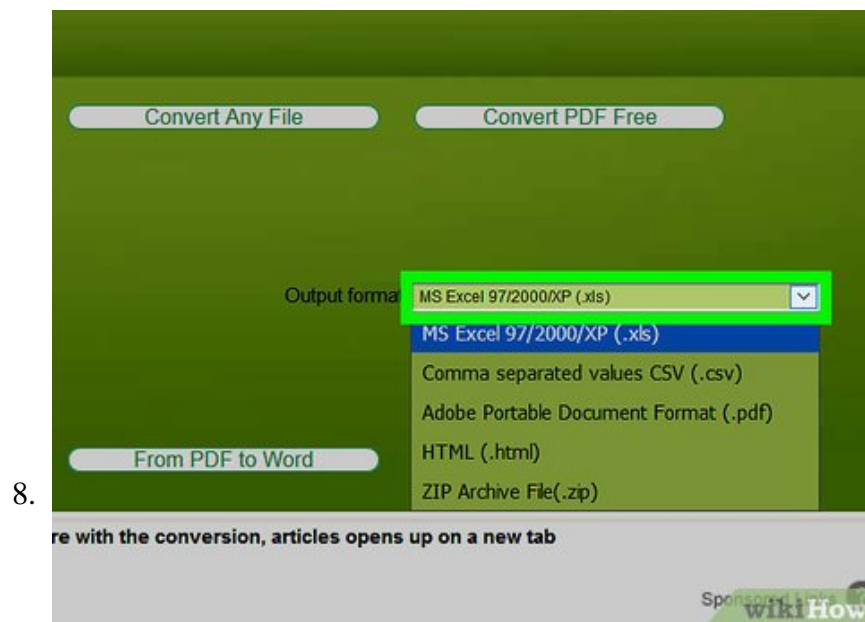 Convert Any File
Convert PDF Free
Output forma
MS Excel 97/2000/XP (.xls)
MS Excel 97/2000/XP (.xls)
Comma separated values CSV (.csv)
Adobe Portable Document Format (.pdf)
HTML (.html)
From PDF to Word
ZIP Archive File(.zip)
8.
re with the conversion, articles opens up on a new tab
wikiHow